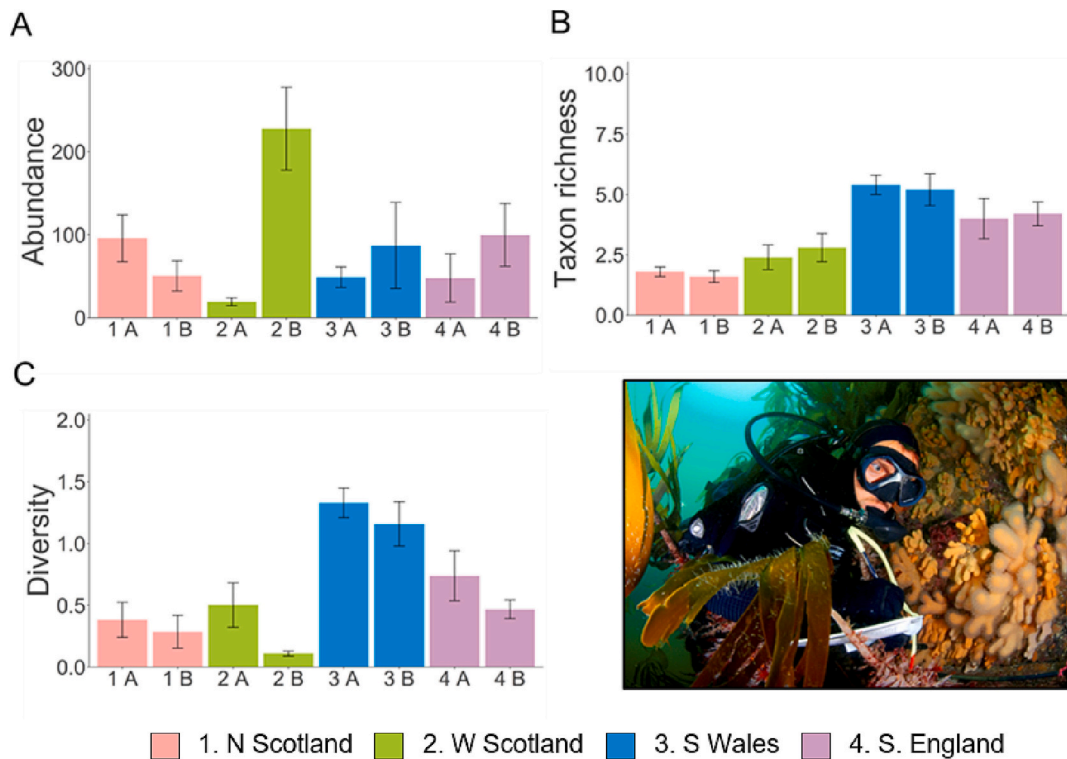 A
Abundance
300
200
100
0
1 A 1 B 2 A 2 B 3 A 3 B 4 A 4 B
B
Taxon richness
10.0
7.5
5.0
2.5
0.0
1 A 1 B 2 A 2 B 3 A 3 B 4 A 4 B
C
Diversity
2.0
1.5
1.0
0.5
0.0
1 A 1 B 2 A 2 B 3 A 3 B 4 A 4 B
1. N Scotland 2. W Scotland 3. S Wales 4. S. England